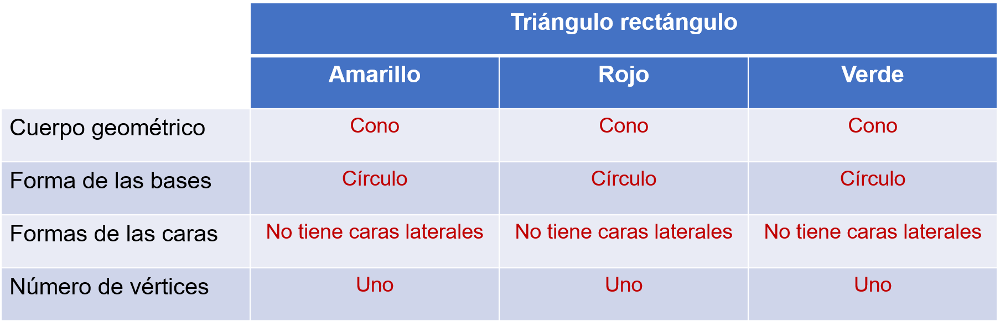 Triángulo rectángulo
Amarillo Rojo Verde
Cuerpo geométrico Cono Cono Cono
Forma de las bases Círculo Círculo Círculo
Formas de las caras No tiene caras laterales No tiene caras laterales No tiene caras laterales
Número de vértices Uno Uno Uno